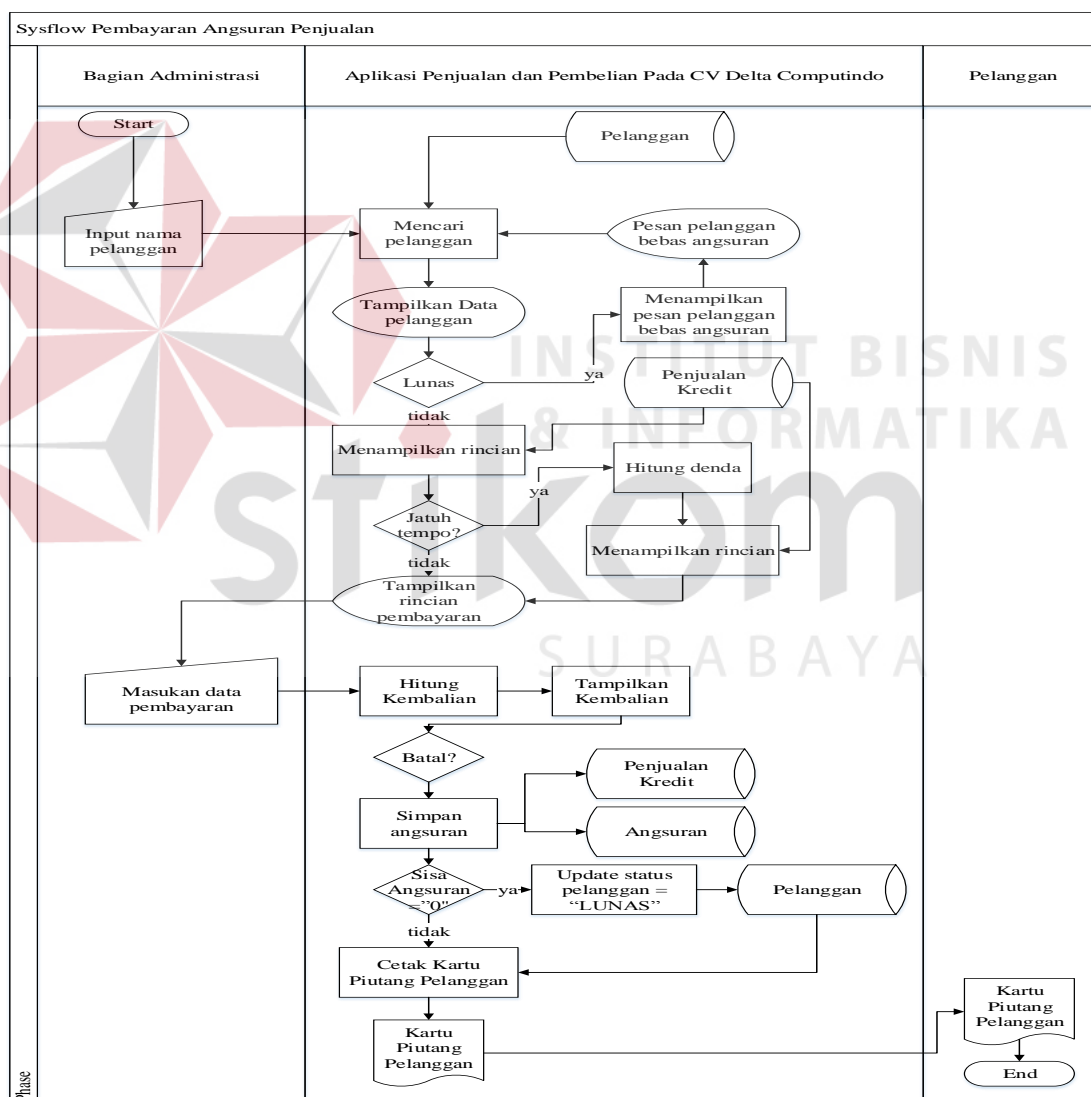 Sysflow Pembayaran Angsuran Penjualan
Bagian Administrasi
Aplikasi Penjualan dan Pembelian Pada CV Delta Computindo
Pelanggan
Start
Pelanggan
Input nama
pelanggan
Mencari
pelanggan
Pesan pelanggan
bebas angsuran
Tampilkan Data
pelanggan
Menampilkan
pesan pelanggan
bebas angsuran
Lunas
ya
Penjualan
Kredit
tidak
Menampilkan rincian
Hitung denda
ya
Jatuh
tempo?
Menampilkan rincian
tidak
Tampilkan
rincian
pembayaran
Masukan data
pembayaran
Hitung
Kembalian
Tampilkan
Kembalian
Batal?
Penjualan
Kredit
Simpan
angsuran
Angsuran
Sisa
Angsuran
="0"
ya
Update status
pelanggan =
“LUNAS”
Pelanggan
tidak
Cetak Kartu
Piutang Pelanggan
Kartu
Piutang
Pelanggan
Kartu
Piutang
Pelanggan
End
Phase
INSTITUT BISNIS
& INFORMATIKA
stikom
SURABAYA